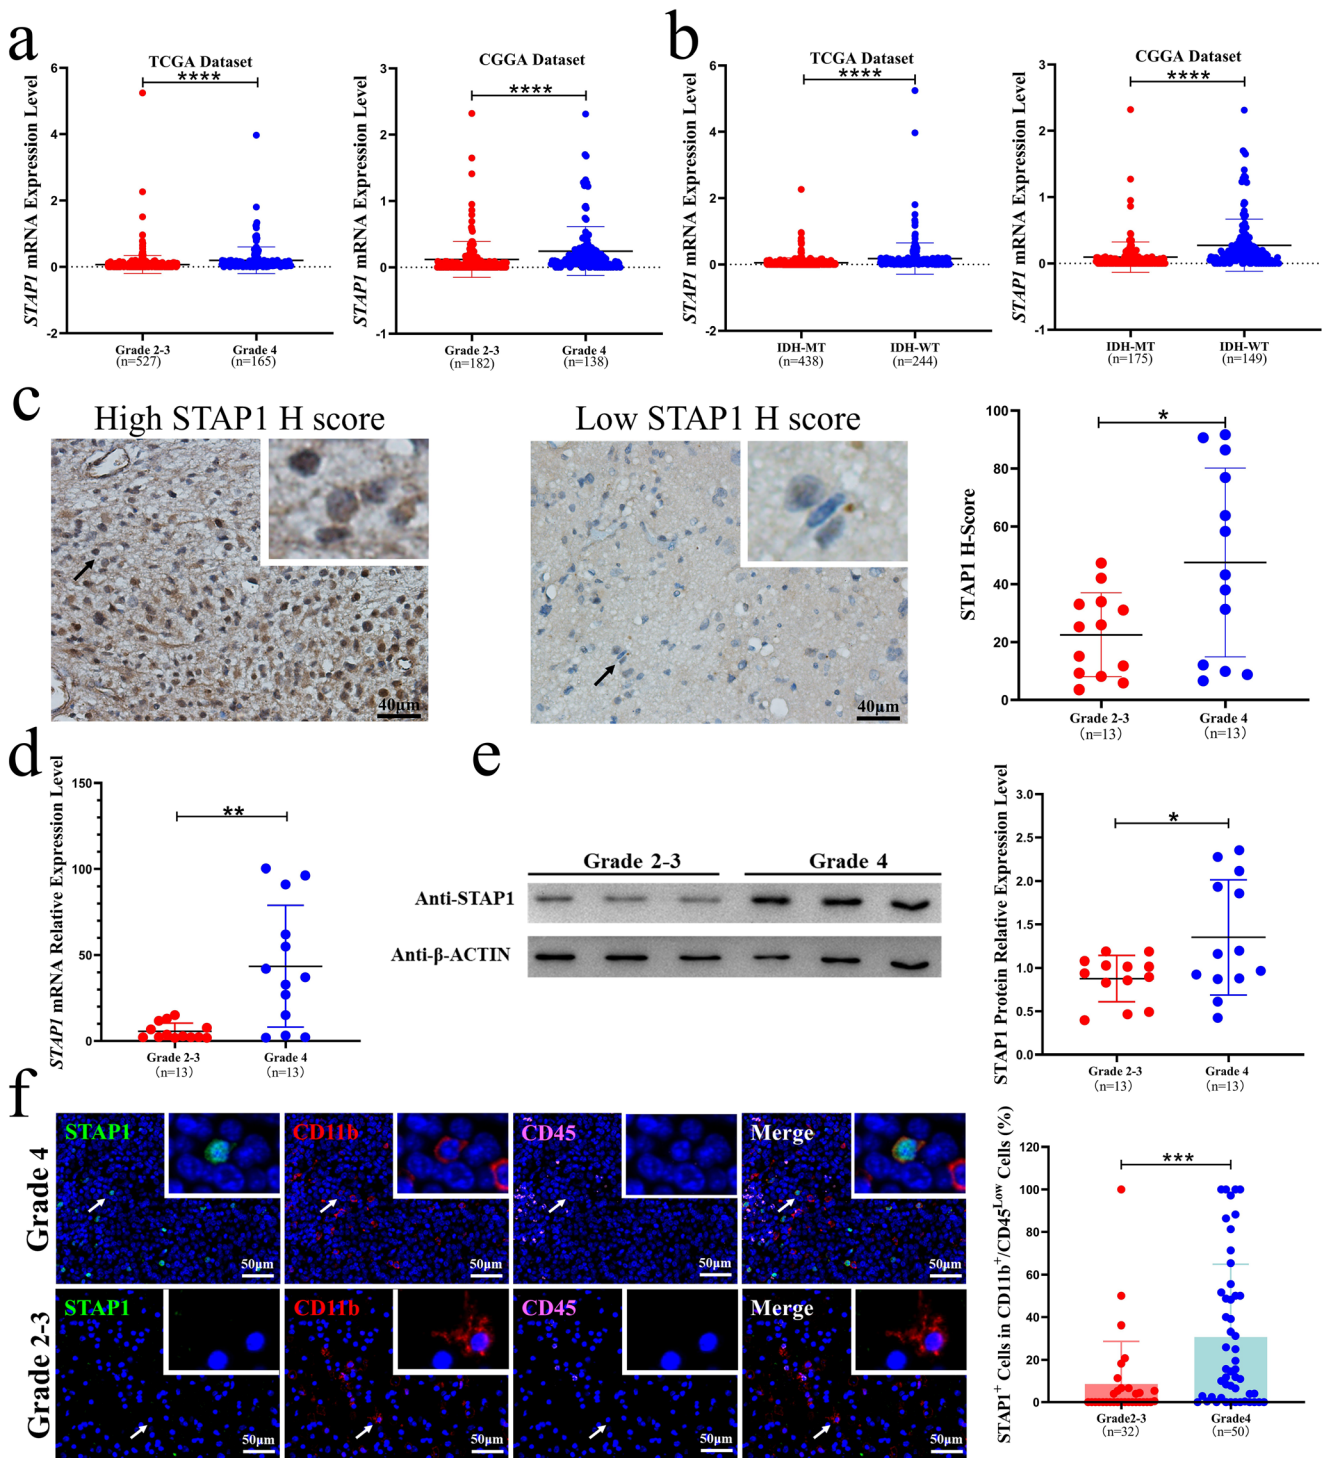 a
TCGA Dataset
****
STAP1 mRNA Expression Level
6
4
2
0
-2
Grade 2-3
(n=527)
Grade 4
(n=165)
CGGA Dataset
****
STAP1 mRNA Expression Level
3
2
1
0
-1
Grade 2-3
(n=182)
Grade 4
(n=138)
b
TCGA Dataset
****
STAP1 mRNA Expression Level
6
4
2
0
-2
IDH-MT
(n=438)
IDH-WT
(n=244)
CGGA Dataset
****
STAP1 mRNA Expression Level
3
2
1
0
-1
IDH-MT
(n=175)
IDH-WT
(n=149)
c
High STAP1 H score
40μm
Low STAP1 H score
40μm
*
STAP1 H-Score
100
80
60
40
20
0
Grade 2-3
(n=13)
Grade 4
(n=13)
d
**
STAP1 mRNA Relative Expression Level
150
100
50
0
Grade 2-3
(n=13)
Grade 4
(n=13)
e
Grade 2-3
Grade 4
Anti-STAP1
Anti-β-ACTIN
*
STAP1 Protein Relative Expression Level
3.0
2.5
2.0
1.5
1.0
0.5
0.0
Grade 2-3
(n=13)
Grade 4
(n=13)
f
Grade 4
STAP1
50μm
CD11b
50μm
CD45
50μm
Merge
50μm
Grade 2-3
STAP1
50μm
CD11b
50μm
CD45
50μm
Merge
50μm
***
STAP1+ Cells in CD11b+/CD45Low Cells (%)
120
100
80
60
40
20
0
Grade2-3
(n=32)
Grade4
(n=50)